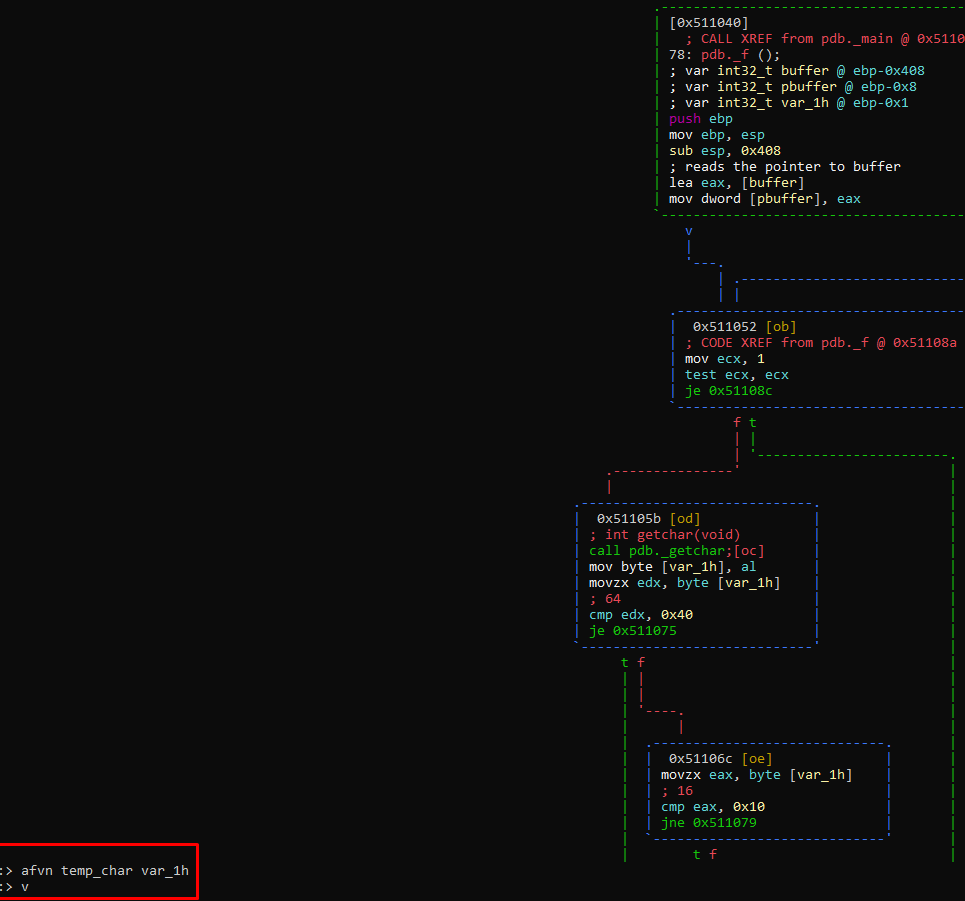 [0x511040]
; CALL XREF from pdb._main @ 0x5110
78: pdb._f ();
; var int32_t buffer @ ebp-0x408
; var int32_t pbuffer @ ebp-0x8
; var int32_t var_1h @ ebp-0x1
push ebp
mov ebp, esp
sub esp, 0x408
; reads the pointer to buffer
lea eax, [buffer]
mov dword [pbuffer], eax
v
0x511052 [ob]
; CODE XREF from pdb._f @ 0x51108a
mov ecx, 1
test ecx, ecx
je 0x51108c
f t
0x51105b [od]
; int getchar(void)
call pdb._getchar;[oc]
mov byte [var_1h], al
movzx edx, byte [var_1h]
; 64
cmp edx, 0x40
je 0x511075
t f
0x51106c [oe]
movzx eax, byte [var_1h]
; 16
cmp eax, 0x10
jne 0x511079
t f
:> afvn temp_char var_1h
:> v